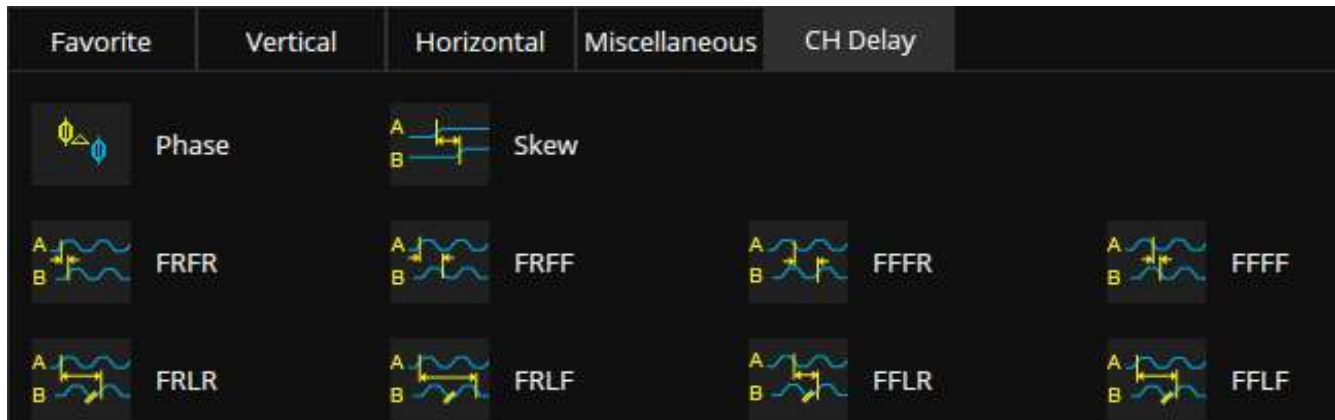 Favorite Vertical Horizontal Miscellaneous CH Delay
Φ Φ Phase A B Skew
A B FRFR A B FRFF A B FFFR A B FFFF
A B FRLR A B FRLF A B FFLR A B FFLF